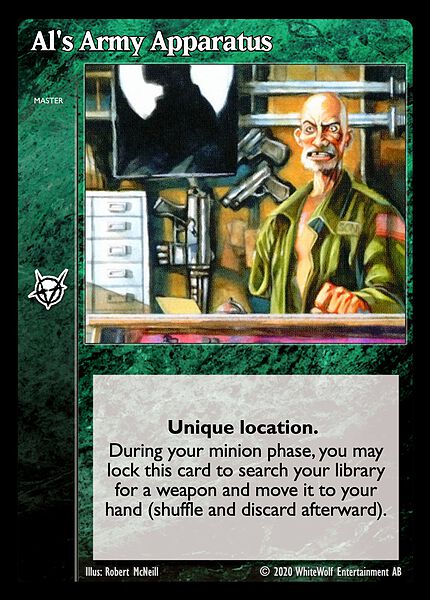 Al's Army Apparatus
MASTER
Unique location.
During your minion phase, you may
lock this card to search your library
for a weapon and move it to your
hand (shuffle and discard afterward).
Illus: Robert McNeill
© 2020 WhiteWolf Entertainment AB